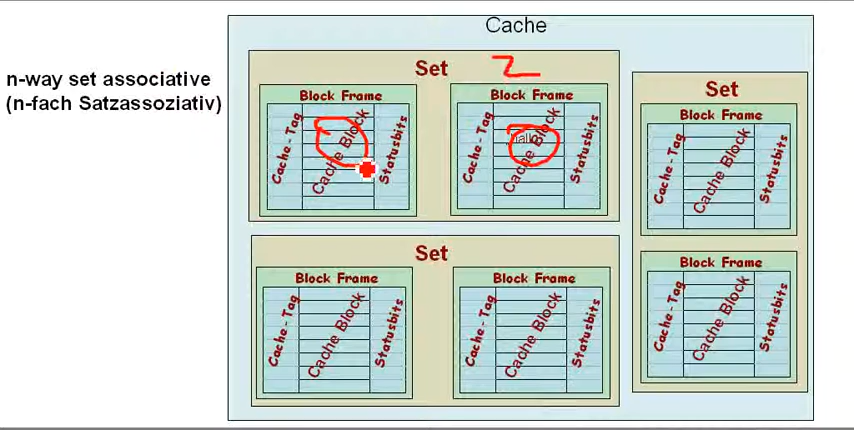 Cache
n-way set associative
(n-fach Satzassoziativ)
Set 2
Block Frame
Cache-Tag
Cache Block
Statusbits
Block Frame
Cache-Tag
Cache Block
Statusbits
Set
Block Frame
Cache-Tag
Cache Block
Statusbits
Block Frame
Cache-Tag
Cache Block
Statusbits
Set
Block Frame
Cache-Tag
Cache Block
Statusbits
Block Frame
Cache-Tag
Cache Block
Statusbits